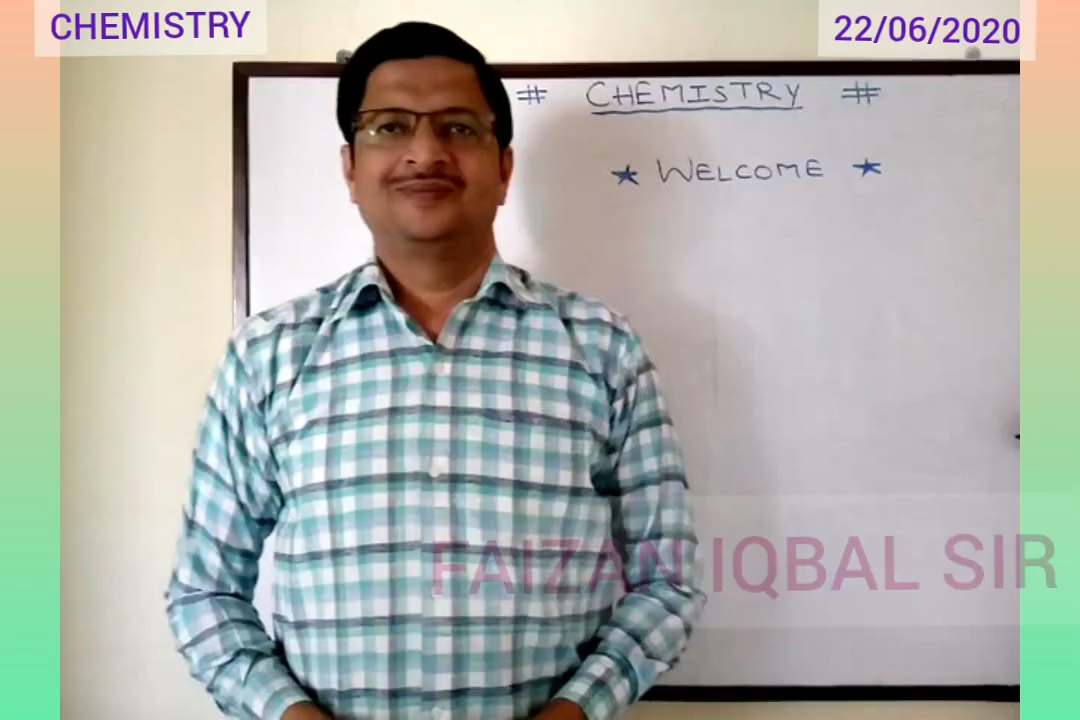 CHEMISTRY
22/06/2020
# CHEMISTRY #
★ WELCOME ★
FAIZAN IQBAL SIR